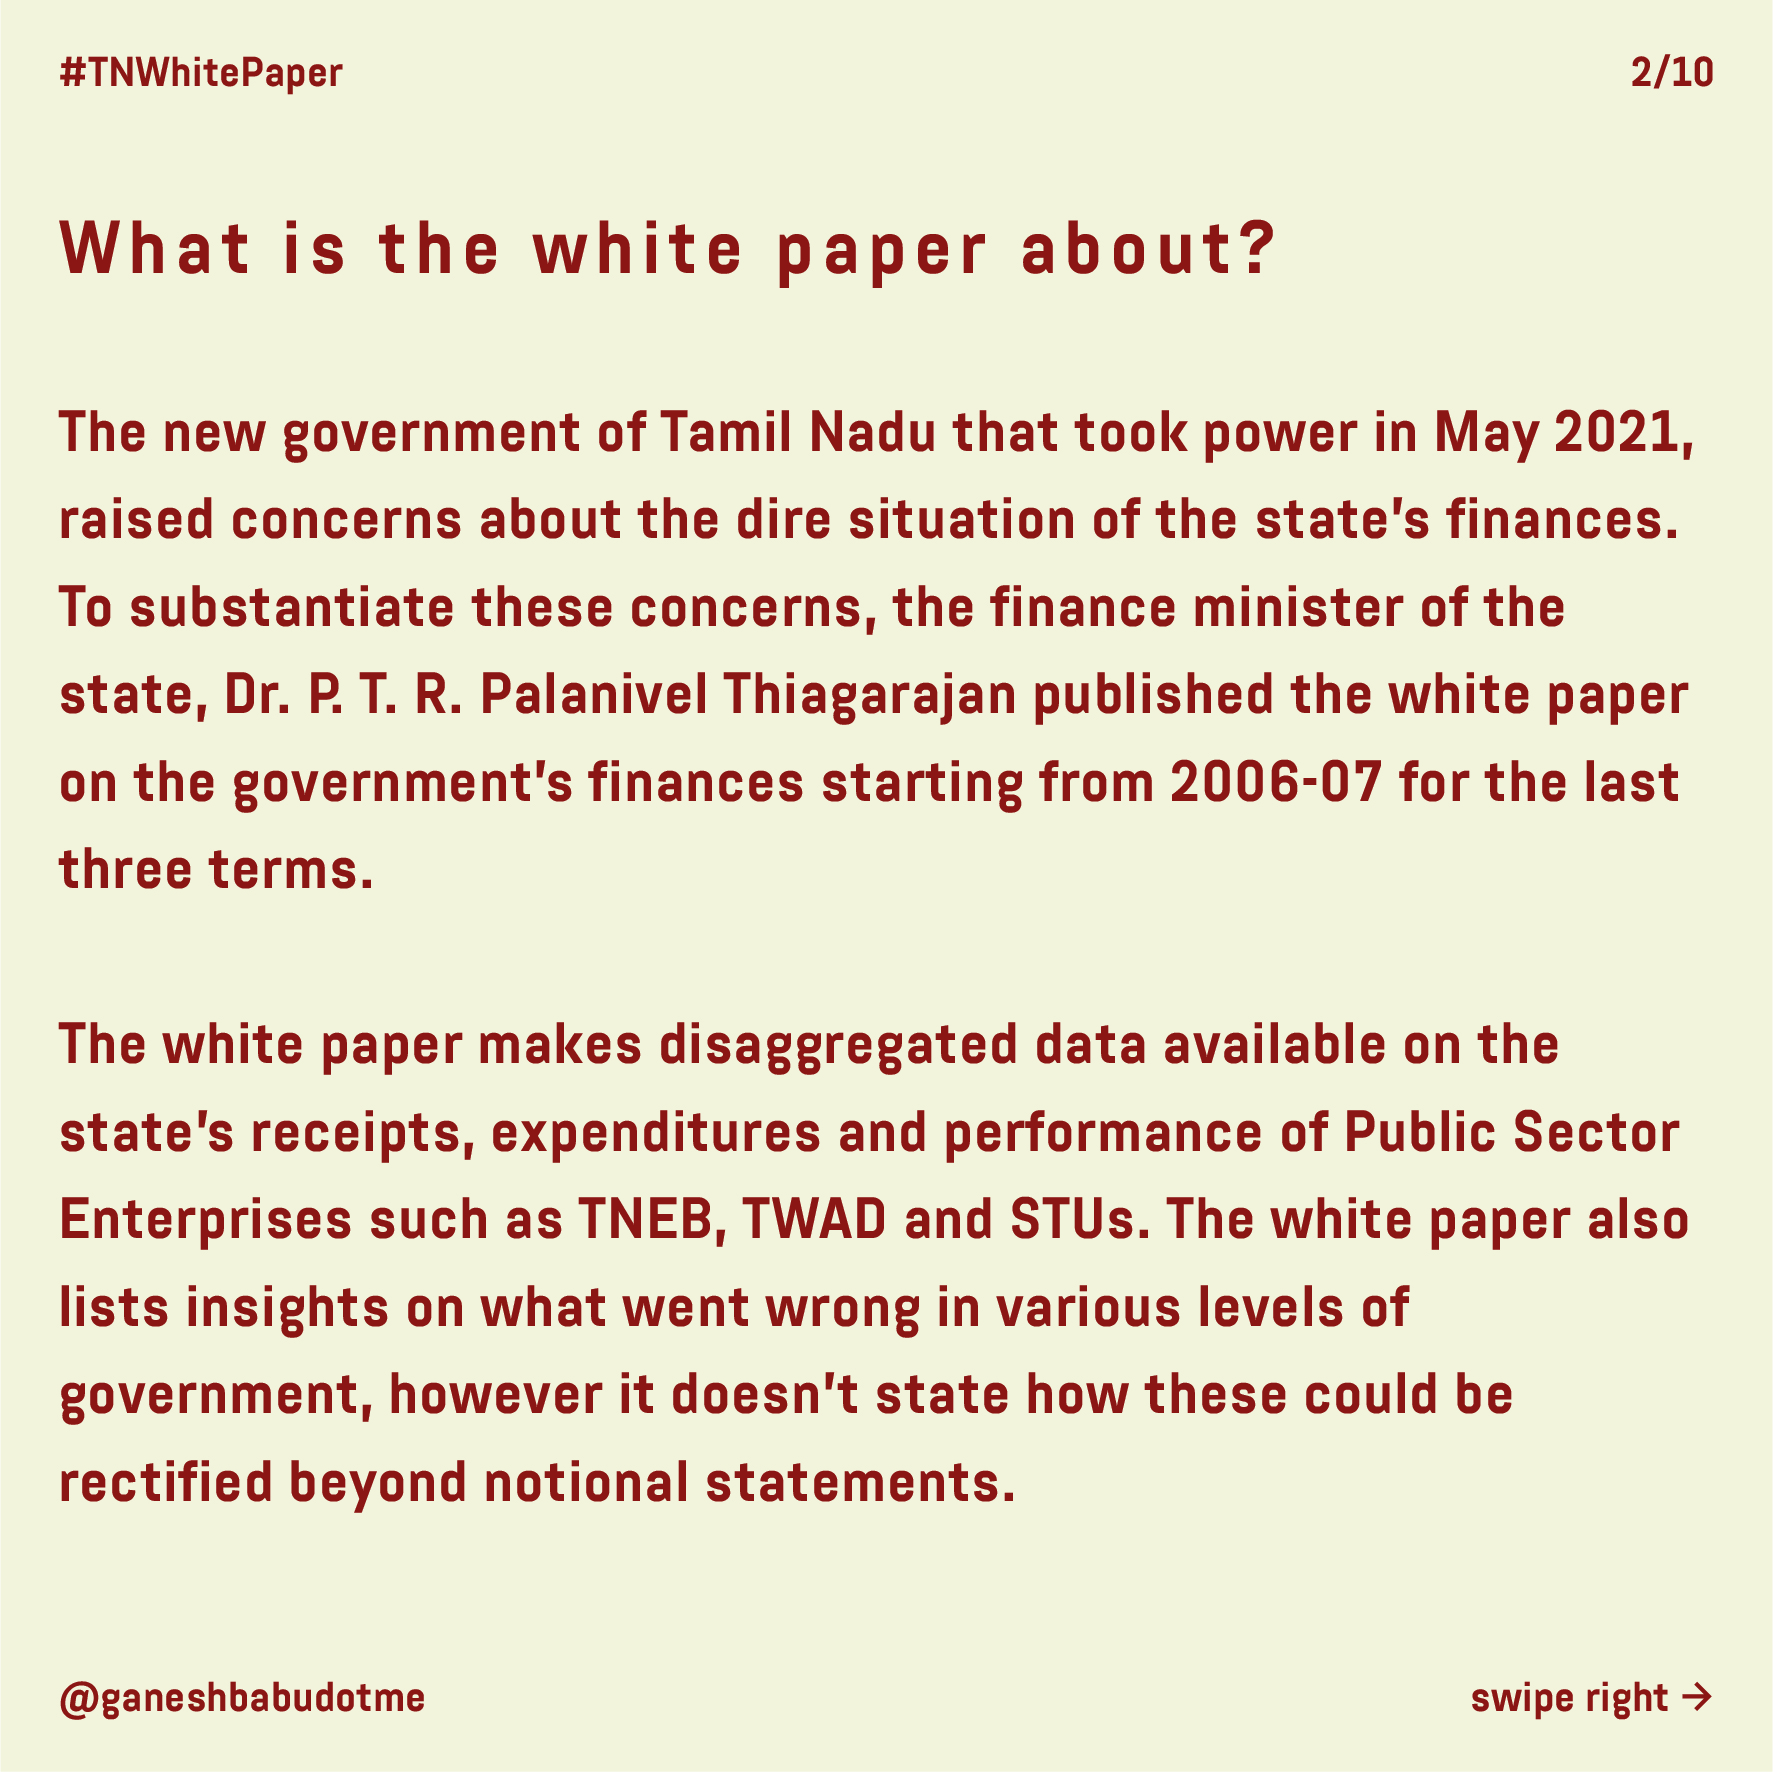 #TNWhitePaper
2/10
What is the white paper about?
The new government of Tamil Nadu that took power in May 2021,
raised concerns about the dire situation of the state's finances.
To substantiate these concerns, the finance minister of the
state, Dr. P. T. R. Palanivel Thiagarajan published the white paper
on the government's finances starting from 2006-07 for the last
three terms.
The white paper makes disaggregated data available on the
state's receipts, expenditures and performance of Public Sector
Enterprises such as TNEB, TWAD and STUs. The white paper also
lists insights on what went wrong in various levels of
government, however it doesn't state how these could be
rectified beyond notional statements.
@ganeshbabudotme
swipe right →